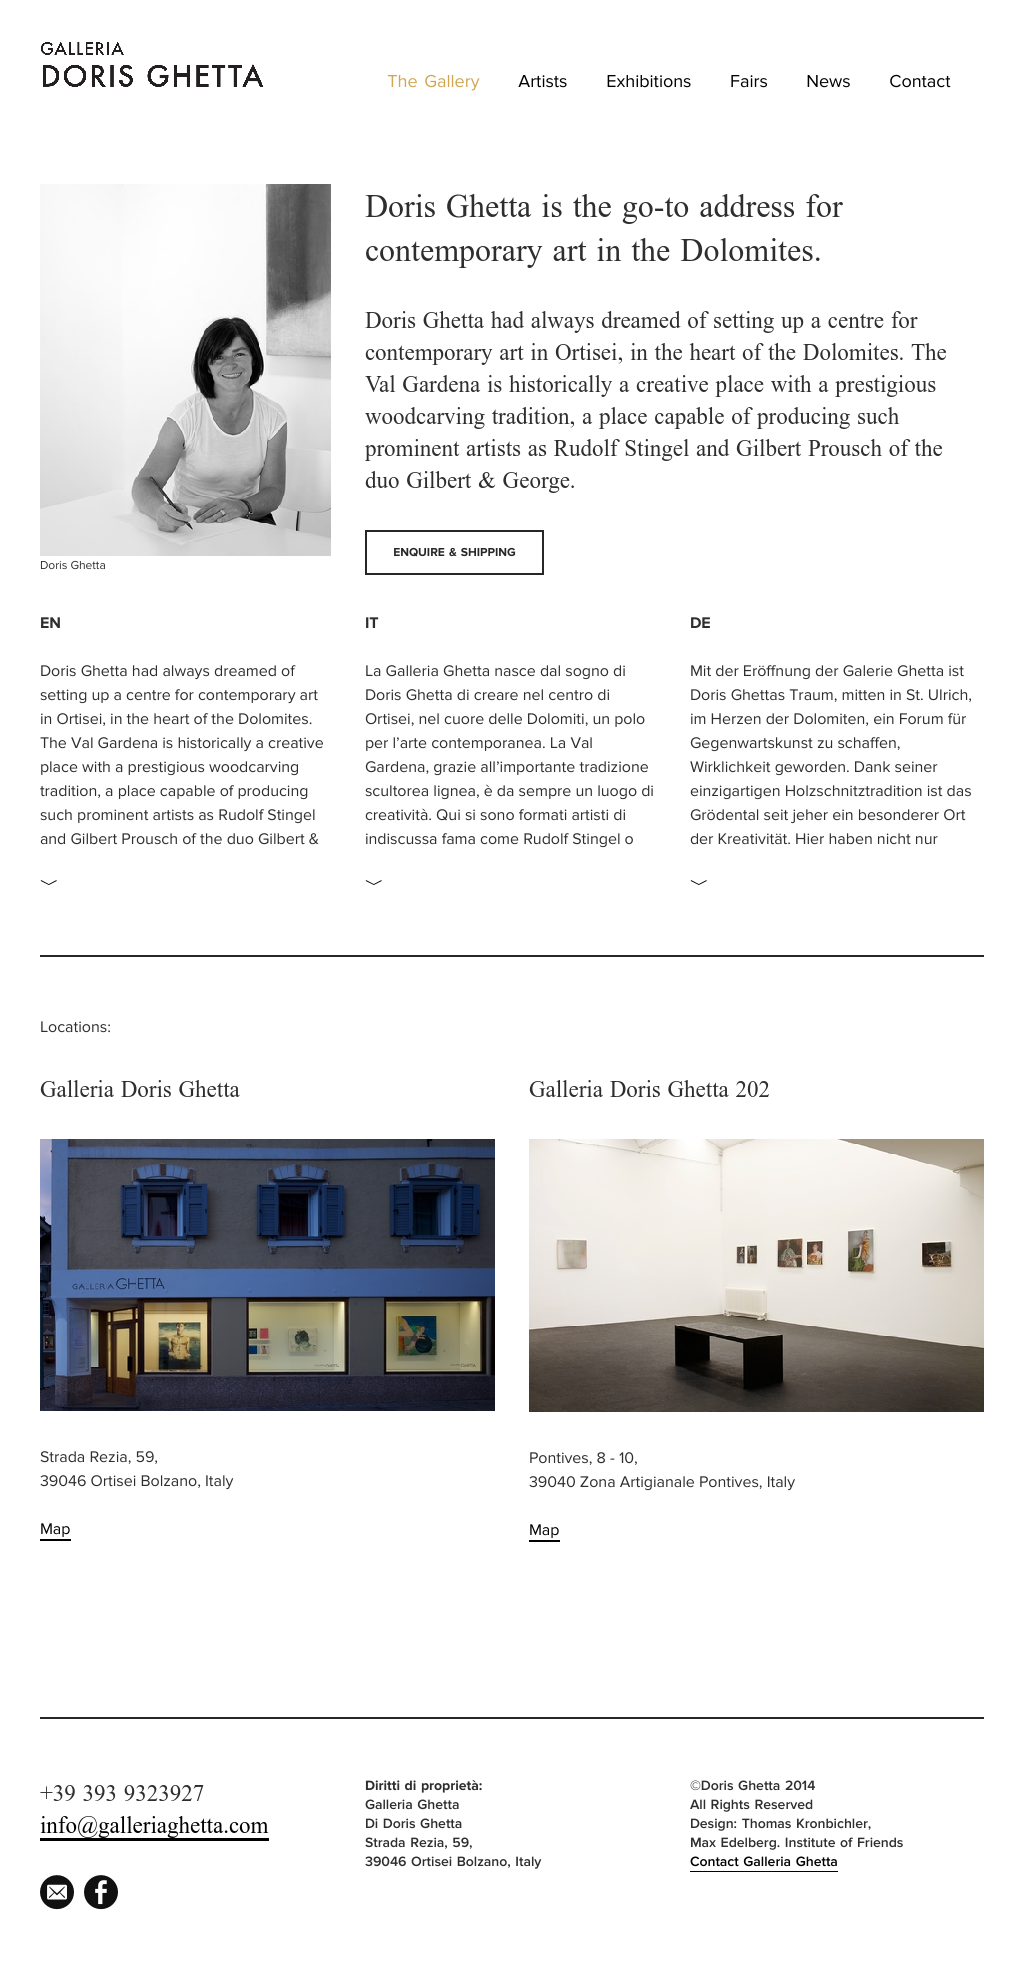 GALLERIA
DORIS GHETTA
The Gallery Artists Exhibitions Fairs News Contact
Doris Ghetta is the go-to address for
contemporary art in the Dolomites.
Doris Ghetta had always dreamed of setting up a centre for
contemporary art in Ortisei, in the heart of the Dolomites. The
Val Gardena is historically a creative place with a prestigious
woodcarving tradition, a place capable of producing such
prominent artists as Rudolf Stingel and Gilbert Prousch of the
duo Gilbert & George.
ENQUIRE & SHIPPING
Doris Ghetta
EN
Doris Ghetta had always dreamed of
setting up a centre for contemporary art
in Ortisei, in the heart of the Dolomites.
The Val Gardena is historically a creative
place with a prestigious woodcarving
tradition, a place capable of producing
such prominent artists as Rudolf Stingel
and Gilbert Prousch of the duo Gilbert &
IT
La Galleria Ghetta nasce dal sogno di
Doris Ghetta di creare nel centro di
Ortisei, nel cuore delle Dolomiti, un polo
per l’arte contemporanea. La Val
Gardena, grazie all’importante tradizione
scultorea lignea, è da sempre un luogo di
creatività. Qui si sono formati artisti di
indiscussa fama come Rudolf Stingel o
DE
Mit der Eröffnung der Galerie Ghetta ist
Doris Ghettas Traum, mitten in St. Ulrich,
im Herzen der Dolomiten, ein Forum für
Gegenwartskunst zu schaffen,
Wirklichkeit geworden. Dank seiner
einzigartigen Holzschnitztradition ist das
Grödental seit jeher ein besonderer Ort
der Kreativität. Hier haben nicht nur
Locations:
Galleria Doris Ghetta
GALLERIA GHETTA
Strada Rezia, 59,
39046 Ortisei Bolzano, Italy
Map
Galleria Doris Ghetta 202
Pontives, 8 - 10,
39040 Zona Artigianale Pontives, Italy
Map
+39 393 9323927
info@galleriaghetta.com
Diritti di proprietà:
Galleria Ghetta
Di Doris Ghetta
Strada Rezia, 59,
39046 Ortisei Bolzano, Italy
©Doris Ghetta 2014
All Rights Reserved
Design: Thomas Kronbichler,
Max Edelberg. Institute of Friends
Contact Galleria Ghetta